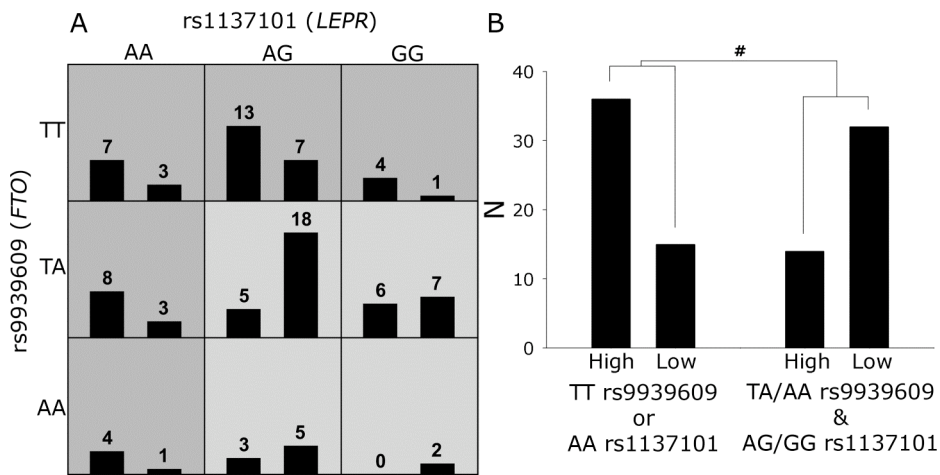 A
rs1137101 (LEPR)
AA AG GG
rs9939609 (FTO)
TT
7 3 13 7 4 1
TA
8 3 5 18 6 7
AA
4 1 3 5 0 2
B
#
N
40
30
20
10
0
High Low High Low
TT rs9939609
or
AA rs1137101
TA/AA rs9939609
&
AG/GG rs1137101